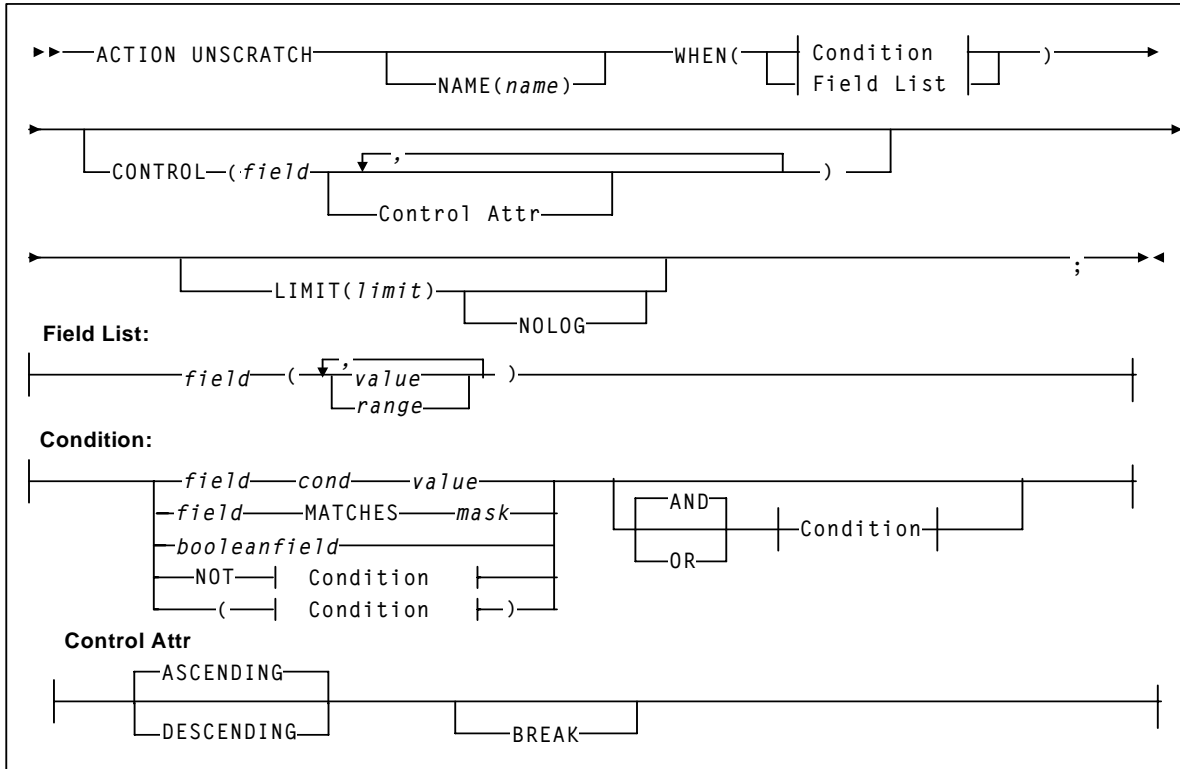 ACTION UNSCRATCH WHEN( Condition )
NAME(name) Field List
,
CONTROL ( field )
Control Attr
LIMIT(limit) ;
NOLOG
Field List:
,
field ( value )
range
Condition:
field cond value AND
field MATCHES mask Condition
booleanfield OR
NOT Condition
( Condition )
Control Attr
ASCENDING
DESCENDING BREAK